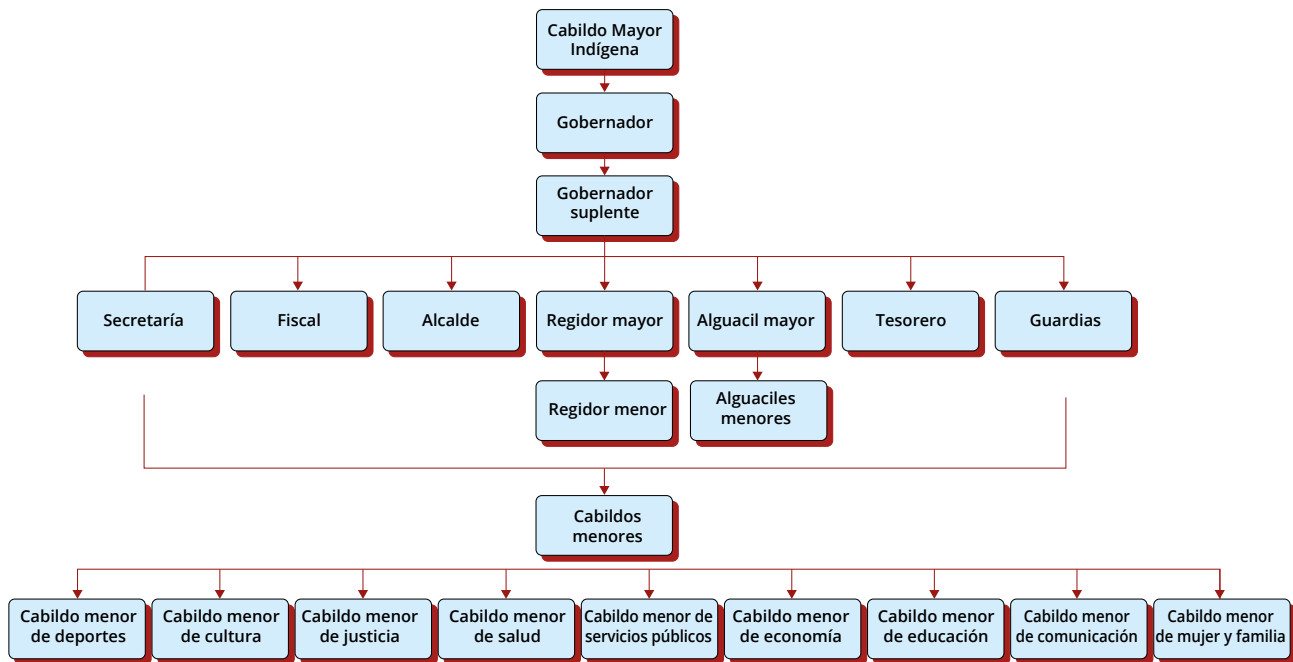 Cabildo Mayor
Indígena
Gobernador
Gobernador
suplente
Secretaría
Fiscal
Alcalde
Regidor mayor
Alguacil mayor
Tesorero
Guardias
Regidor menor
Alguaciles
menores
Cabildos
menores
Cabildo menor
de deportes
Cabildo menor
de cultura
Cabildo menor
de justicia
Cabildo menor
de salud
Cabildo menor de
servicios públicos
Cabildo menor
de economía
Cabildo menor
de educación
Cabildo menor
de comunicación
Cabildo menor
de mujer y familia